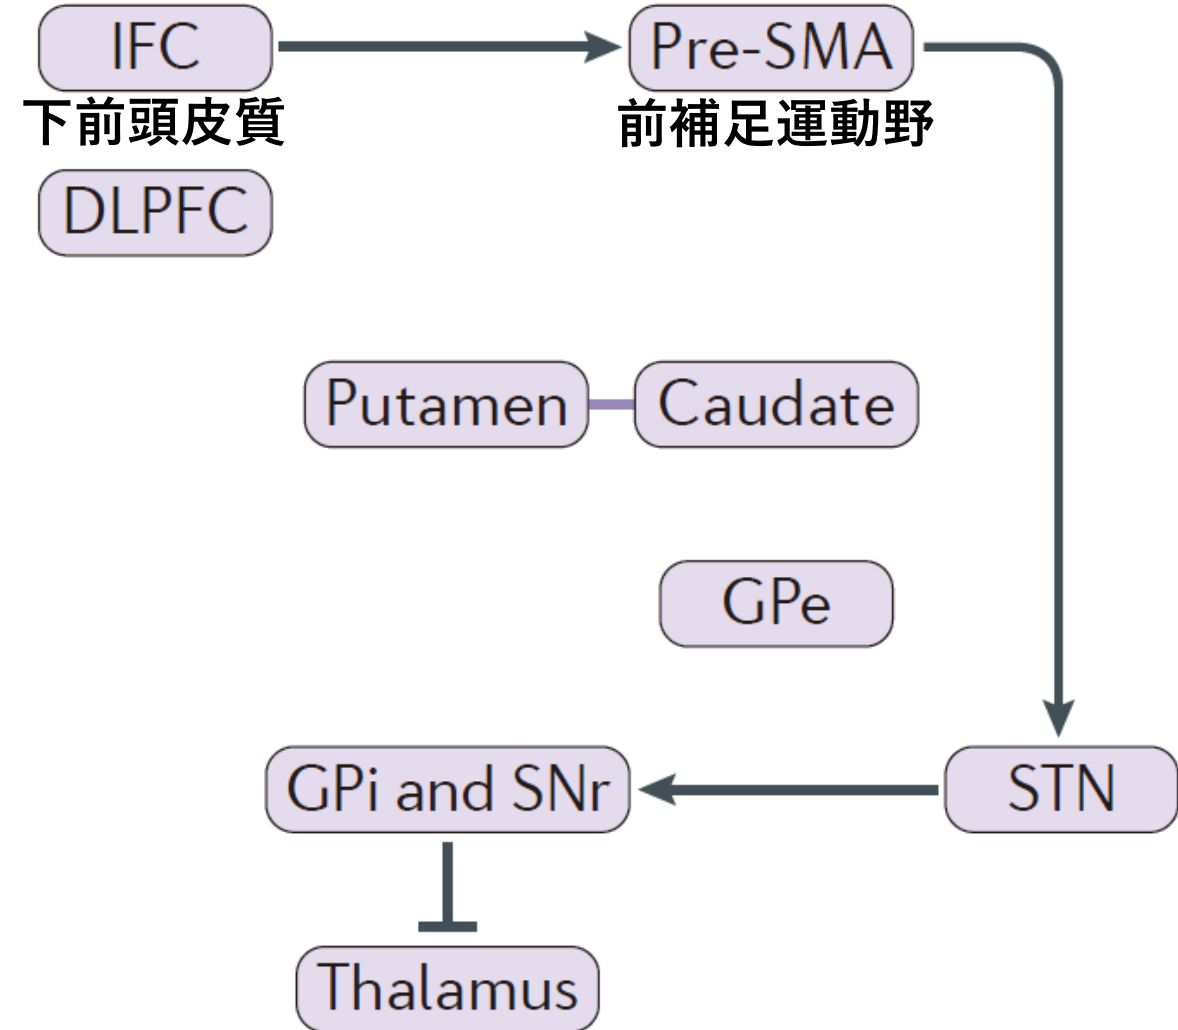 IFC
Pre-SMA
下前頭皮質
前補足運動野
DLPFC
Putamen
Caudate
GPe
GPi and SNr
STN
Thalamus